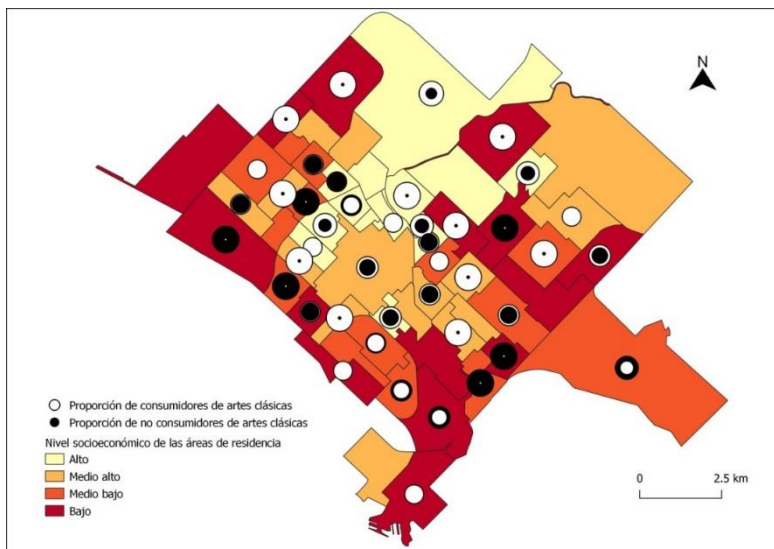 N
Proporción de consumidores de artes clásicas
Proporción de no consumidores de artes clásicas
Nivel socioeconómico de las áreas de residencia
Alto
Medio alto
Medio bajo
Bajo
0 2.5 km